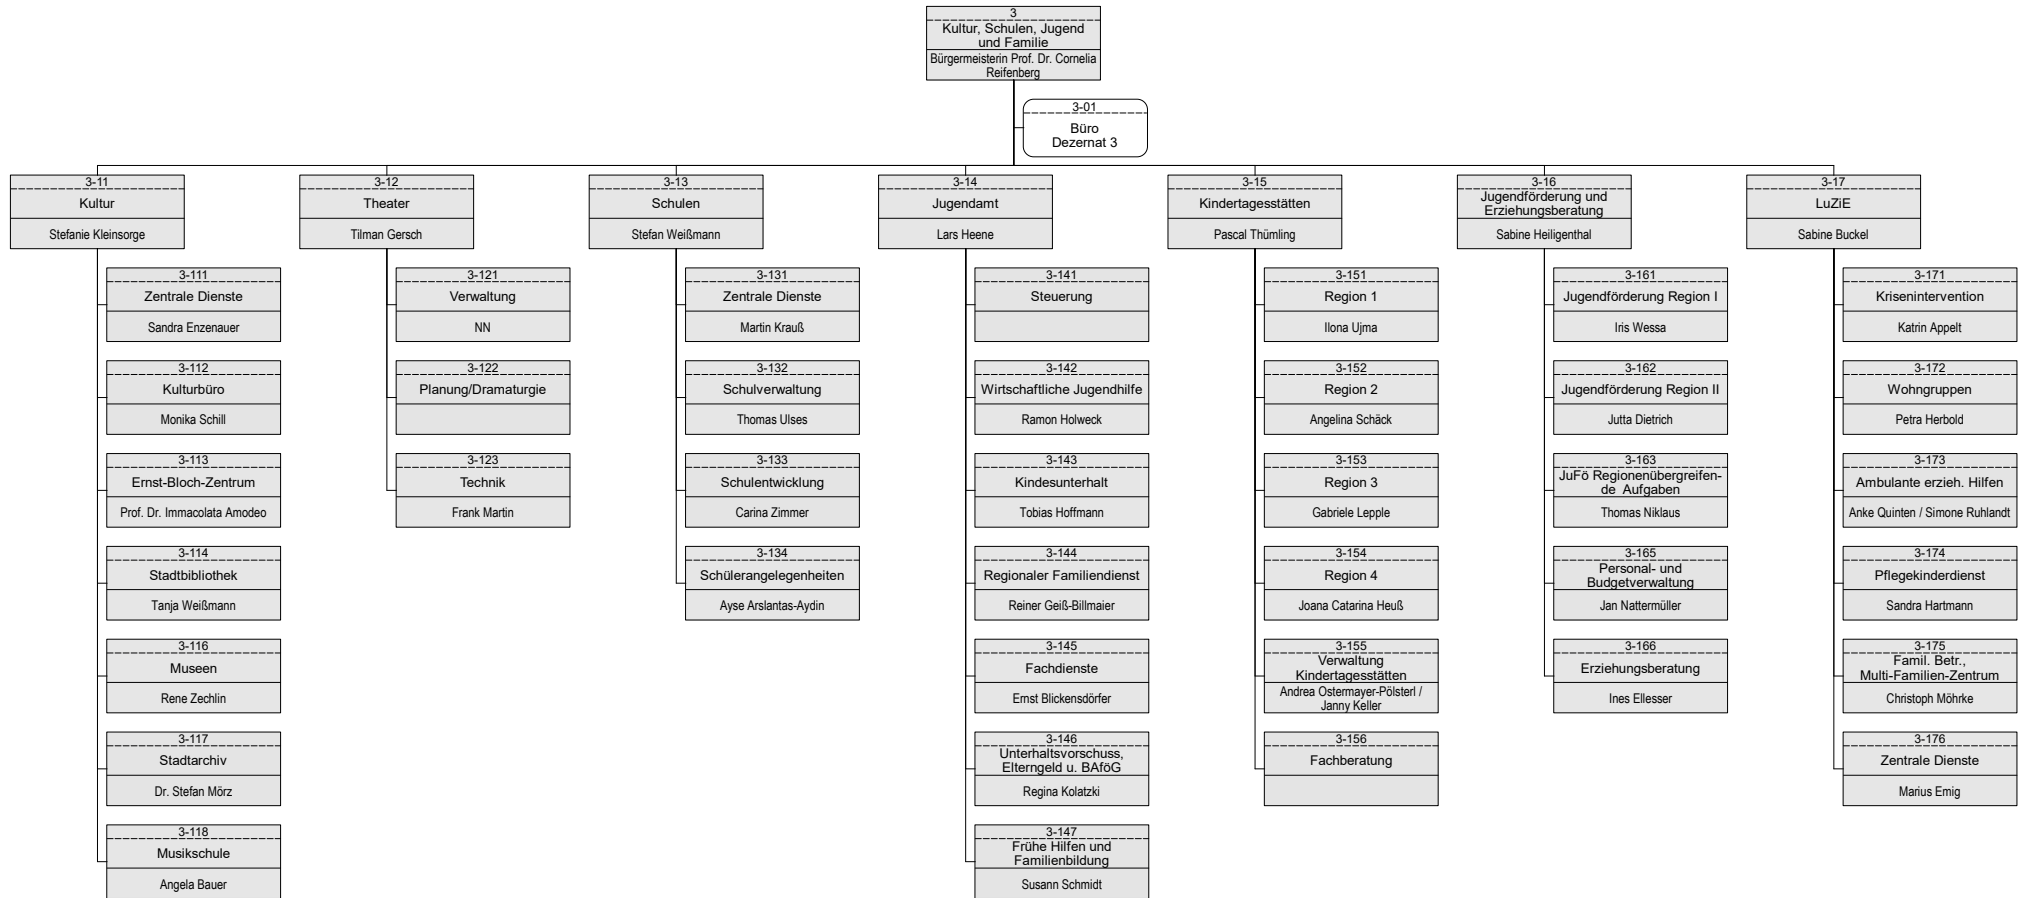 3
Kultur, Schulen, Jugend
und Familie
Bürgermeisterin Prof. Dr. Cornelia
Reifenberg
3-01
Büro
Dezernat 3
3-11
Kultur
Stefanie Kleinsorge
3-111
Zentrale Dienste
Sandra Enzenauer
3-112
Kulturbüro
Monika Schill
3-113
Ernst-Bloch-Zentrum
Prof. Dr. Immacolata Amodeo
3-114
Stadtbibliothek
Tanja Weißmann
3-116
Museen
Rene Zechlin
3-117
Stadtarchiv
Dr. Stefan Mörz
3-118
Musikschule
Angela Bauer
3-12
Theater
Tilman Gersch
3-121
Verwaltung
NN
3-122
Planung/Dramaturgie
3-123
Technik
Frank Martin
3-13
Schulen
Stefan Weißmann
3-131
Zentrale Dienste
Martin Krauß
3-132
Schulverwaltung
Thomas Ulses
3-133
Schulentwicklung
Carina Zimmer
3-134
Schülerangelegenheiten
Ayse Arslantas-Aydin
3-14
Jugendamt
Lars Heene
3-141
Steuerung
3-142
Wirtschaftliche Jugendhilfe
Ramon Holweck
3-143
Kindesunterhalt
Tobias Hoffmann
3-144
Regionaler Familiendienst
Reiner Geiß-Billmaier
3-145
Fachdienste
Ernst Blickensdörfer
3-146
Unterhaltsvorschuss,
Elterngeld u. BAföG
Regina Kolatzki
3-147
Frühe Hilfen und
Familienbildung
Susann Schmidt
3-15
Kindertagesstätten
Pascal Thümling
3-151
Region 1
Ilona Ujma
3-152
Region 2
Angelina Schäck
3-153
Region 3
Gabriele Lepple
3-154
Region 4
Joana Catarina Heuß
3-155
Verwaltung
Kindertagesstätten
Andrea Ostermayer-Pölsterl /
Janny Keller
3-156
Fachberatung
3-16
Jugendförderung und
Erziehungsberatung
Sabine Heiligenthal
3-161
Jugendförderung Region I
Iris Wessa
3-162
Jugendförderung Region II
Jutta Dietrich
3-163
JuFö Regionenübergreifen-
de  Aufgaben
Thomas Niklaus
3-165
Personal- und
Budgetverwaltung
Jan Nattermüller
3-166
Erziehungsberatung
Ines Ellesser
3-17
LuZiE
Sabine Buckel
3-171
Krisenintervention
Katrin Appelt
3-172
Wohngruppen
Petra Herbold
3-173
Ambulante erzieh. Hilfen
Anke Quinten / Simone Ruhlandt
3-174
Pflegekinderdienst
Sandra Hartmann
3-175
Famil. Betr.,
Multi-Familien-Zentrum
Christoph Möhrke
3-176
Zentrale Dienste
Marius Emig